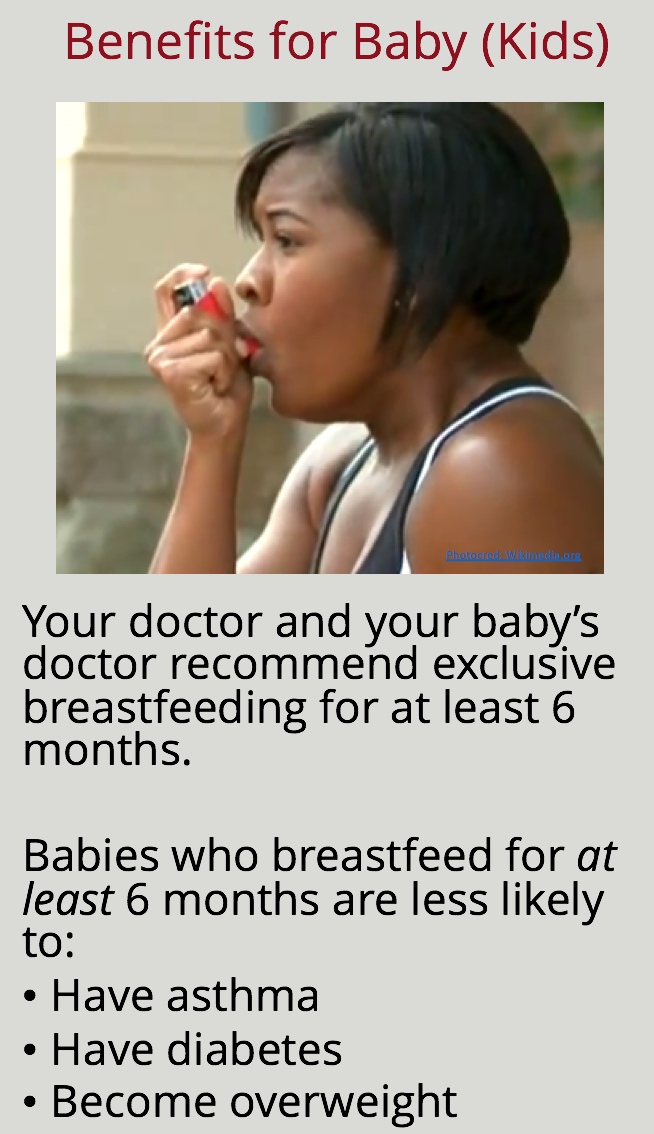 Benefits for Baby (Kids)
Photocred: Wikimedia.org
Your doctor and your baby’s
doctor recommend exclusive
breastfeeding for at least 6
months.
Babies who breastfeed for at
least 6 months are less likely
to:
• Have asthma
• Have diabetes
• Become overweight